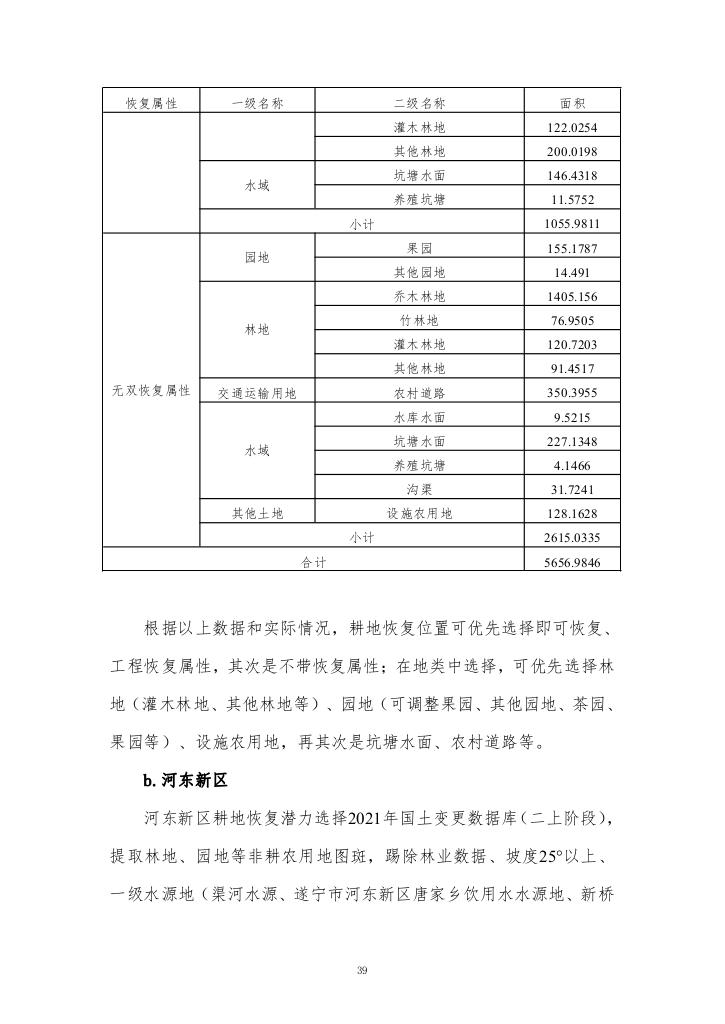 恢复属性 一级名称 二级名称 面积
灌木林地 122.0254
其他林地 200.0198
水域 坑塘水面 146.4318
养殖坑塘 11.5752
小计 1055.9811
无双恢复属性 园地 果园 155.1787
其他园地 14.491
林地 乔木林地 1405.156
竹林地 76.9505
灌木林地 120.7203
其他林地 91.4517
交通运输用地 农村道路 350.3955
水域 水库水面 9.5215
坑塘水面 227.1348
养殖坑塘 4.1466
沟渠 31.7241
其他土地 设施农用地 128.1628
小计 2615.0335
合计 5656.9846
根据以上数据和实际情况，耕地恢复位置可优先选择即可恢复、
工程恢复属性，其次是不带恢复属性；在地类中选择，可优先选择林
地（灌木林地、其他林地等）、园地（可调整果园、其他园地、茶园、
果园等）、设施农用地，再其次是坑塘水面、农村道路等。
b.河东新区
河东新区耕地恢复潜力选择2021年国土变更数据库（二上阶段），
提取林地、园地等非耕农用地图斑，踢除林业数据、坡度25°以上、
一级水源地（渠河水源、遂宁市河东新区唐家乡饮用水水源地、新桥
39